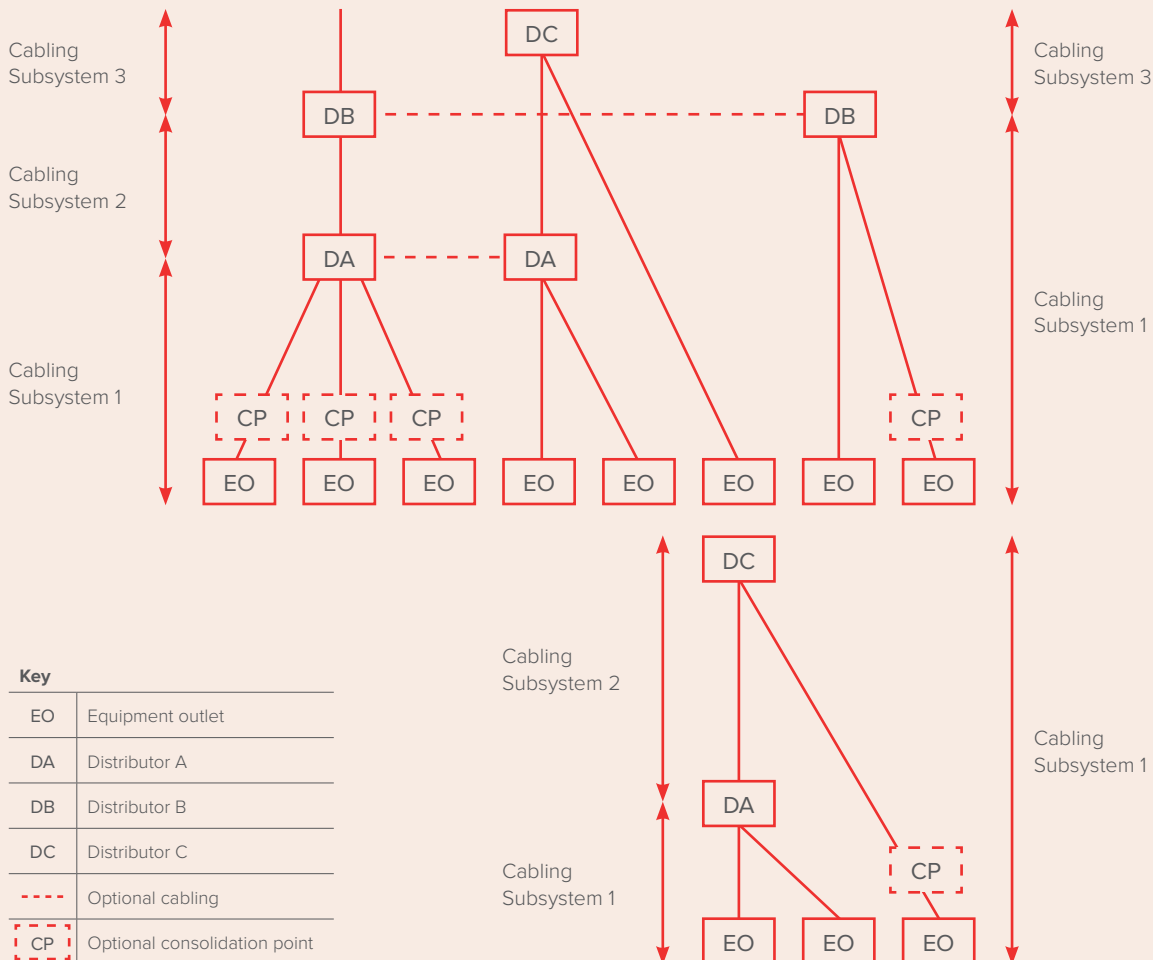 DC
Cabling
Subsystem 3
Cabling
Subsystem 3
DB
DB
Cabling
Subsystem 2
DA
DA
Cabling
Subsystem 1
Cabling
Subsystem 1
CP
CP
CP
CP
EO
EO
EO
EO
EO
EO
EO
EO
DC
Cabling
Subsystem 2
Cabling
Subsystem 1
DA
CP
Cabling
Subsystem 1
EO
EO
EO
Key
EO Equipment outlet
DA Distributor A
DB Distributor B
DC Distributor C
Optional cabling
CP Optional consolidation point